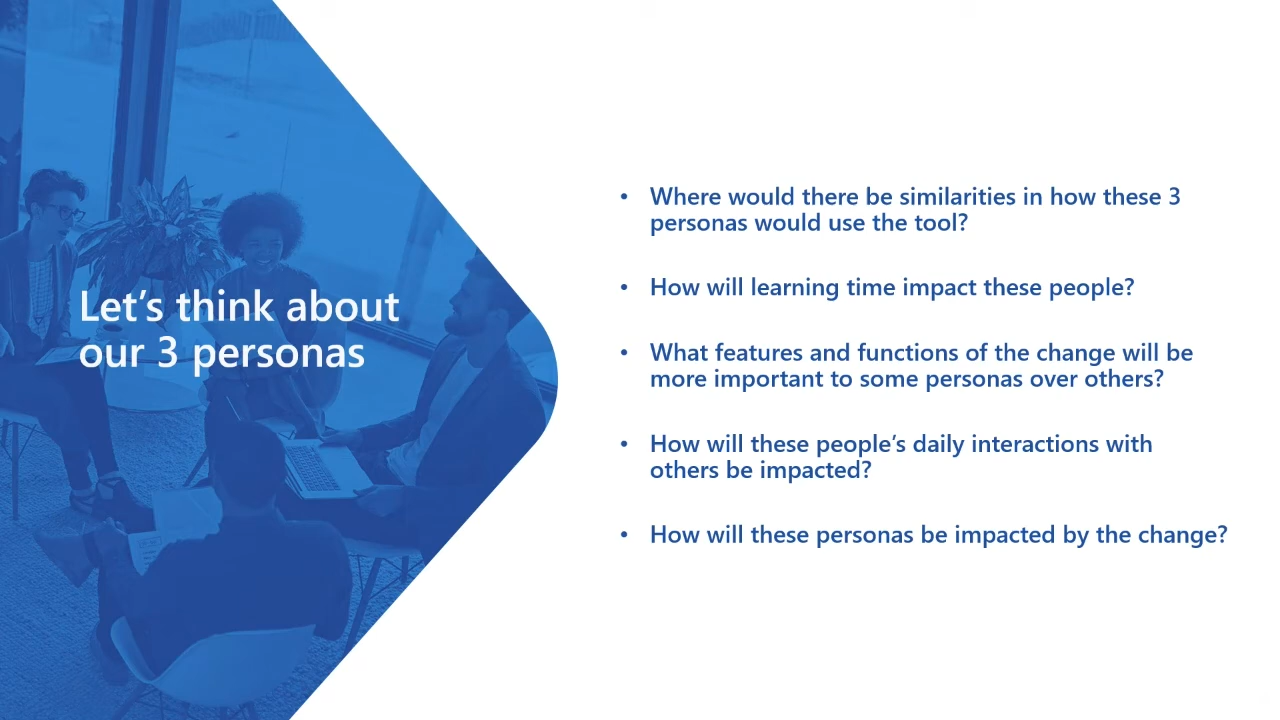 Let’s think about
our 3 personas
• Where would there be similarities in how these 3
personas would use the tool?
• How will learning time impact these people?
• What features and functions of the change will be
more important to some personas over others?
• How will these people’s daily interactions with
others be impacted?
• How will these personas be impacted by the change?